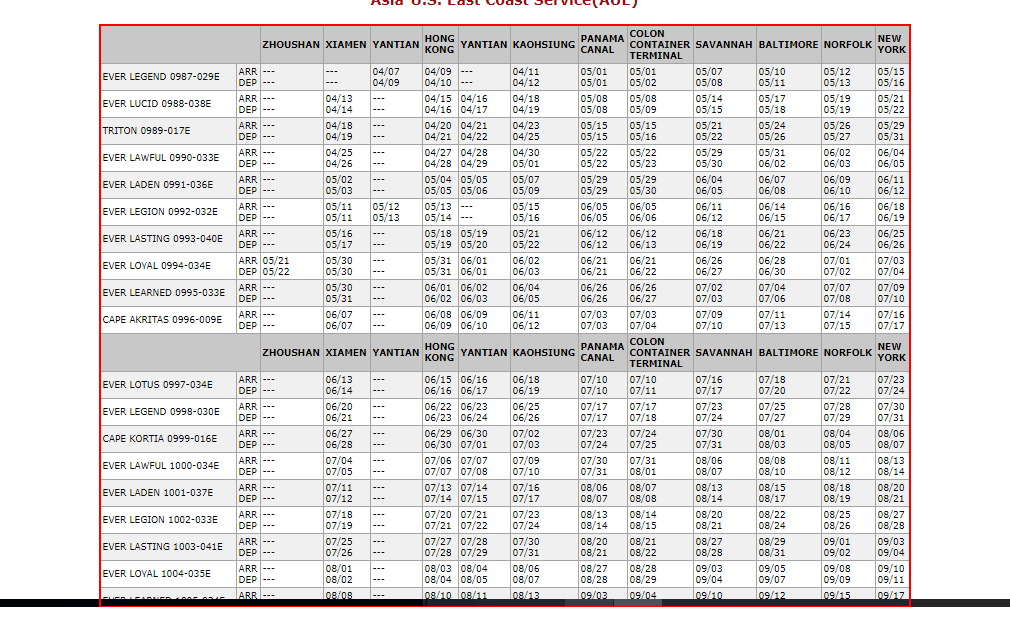 Asia U.S. East Coast Service(AUE)
ZHOUSHAN XIAMEN YANTIAN HONG KONG YANTIAN KAOHSIUNG PANAMA CANAL COLON CONTAINER TERMINAL SAVANNAH BALTIMORE NORFOLK NEW YORK
EVER LEGEND 0987-029E ARR --- --- 04/07 04/09 --- 04/11 05/01 05/01 05/07 05/10 05/12 05/15
DEP --- --- 04/09 04/10 --- 04/12 05/01 05/02 05/08 05/11 05/13 05/16
EVER LUCID 0988-038E ARR --- 04/13 --- 04/15 04/16 04/18 05/08 05/08 05/14 05/17 05/19 05/21
DEP --- 04/14 --- 04/16 04/17 04/19 05/08 05/09 05/15 05/18 05/19 05/22
TRITON 0989-017E ARR --- 04/18 --- 04/20 04/21 04/23 05/15 05/15 05/21 05/24 05/26 05/29
DEP --- 04/19 --- 04/21 04/22 04/25 05/15 05/16 05/22 05/26 05/27 05/31
EVER LAWFUL 0990-033E ARR --- 04/25 --- 04/27 04/28 04/30 05/22 05/22 05/29 05/31 06/02 06/04
DEP --- 04/26 --- 04/28 04/29 05/01 05/22 05/23 05/30 06/02 06/03 06/05
EVER LADEN 0991-036E ARR --- 05/02 --- 05/04 05/05 05/07 05/29 05/29 06/04 06/07 06/09 06/11
DEP --- 05/03 --- 05/05 05/06 05/09 05/29 05/30 06/05 06/08 06/10 06/12
EVER LEGION 0992-032E ARR --- 05/11 05/12 05/13 --- 05/15 06/05 06/05 06/11 06/14 06/16 06/18
DEP --- 05/11 05/13 05/14 --- 05/16 06/05 06/06 06/12 06/15 06/17 06/19
EVER LASTING 0993-040E ARR --- 05/16 --- 05/18 05/19 05/21 06/12 06/12 06/18 06/21 06/23 06/25
DEP --- 05/17 --- 05/19 05/20 05/22 06/12 06/13 06/19 06/22 06/24 06/26
EVER LOYAL 0994-034E ARR 05/21 05/30 --- 05/31 06/01 06/02 06/21 06/21 06/26 06/28 07/01 07/03
DEP 05/22 05/30 --- 05/31 06/01 06/03 06/21 06/22 06/27 06/30 07/02 07/04
EVER LEARNED 0995-033E ARR --- 05/30 --- 06/01 06/02 06/04 06/26 06/26 07/02 07/04 07/07 07/09
DEP --- 05/31 --- 06/02 06/03 06/05 06/26 06/27 07/03 07/06 07/08 07/10
CAPE AKRITAS 0996-009E ARR --- 06/07 --- 06/08 06/09 06/11 07/03 07/03 07/09 07/11 07/14 07/16
DEP --- 06/07 --- 06/09 06/10 06/12 07/03 07/04 07/10 07/13 07/15 07/17
ZHOUSHAN XIAMEN YANTIAN HONG KONG YANTIAN KAOHSIUNG PANAMA CANAL COLON CONTAINER TERMINAL SAVANNAH BALTIMORE NORFOLK NEW YORK
EVER LOTUS 0997-034E ARR --- 06/13 --- 06/15 06/16 06/18 07/10 07/10 07/16 07/18 07/21 07/23
DEP --- 06/14 --- 06/16 06/17 06/19 07/10 07/11 07/17 07/20 07/22 07/24
EVER LEGEND 0998-030E ARR --- 06/20 --- 06/22 06/23 06/25 07/17 07/17 07/23 07/25 07/28 07/30
DEP --- 06/21 --- 06/23 06/24 06/26 07/17 07/18 07/24 07/27 07/29 07/31
CAPE KORTIA 0999-016E ARR --- 06/27 --- 06/29 06/30 07/02 07/23 07/24 07/30 08/01 08/04 08/06
DEP --- 06/28 --- 06/30 07/01 07/03 07/24 07/25 07/31 08/03 08/05 08/07
EVER LAWFUL 1000-034E ARR --- 07/04 --- 07/06 07/07 07/09 07/30 07/31 08/06 08/08 08/11 08/13
DEP --- 07/05 --- 07/07 07/08 07/10 07/31 08/01 08/07 08/10 08/12 08/14
EVER LADEN 1001-037E ARR --- 07/11 --- 07/13 07/14 07/16 08/06 08/07 08/13 08/15 08/18 08/20
DEP --- 07/12 --- 07/14 07/15 07/17 08/07 08/08 08/14 08/17 08/19 08/21
EVER LEGION 1002-033E ARR --- 07/18 --- 07/20 07/21 07/23 08/13 08/14 08/20 08/22 08/25 08/27
DEP --- 07/19 --- 07/21 07/22 07/24 08/14 08/15 08/21 08/24 08/26 08/28
EVER LASTING 1003-041E ARR --- 07/25 --- 07/27 07/28 07/30 08/20 08/21 08/27 08/29 09/01 09/03
DEP --- 07/26 --- 07/28 07/29 07/31 08/21 08/22 08/28 08/31 09/02 09/04
EVER LOYAL 1004-035E ARR --- 08/01 --- 08/03 08/04 08/06 08/27 08/28 09/03 09/05 09/08 09/10
DEP --- 08/02 --- 08/04 08/05 08/07 08/28 08/29 09/04 09/07 09/09 09/11
ARR --- 08/08 --- 08/10 08/11 08/13 09/03 09/04 09/10 09/12 09/15 09/17